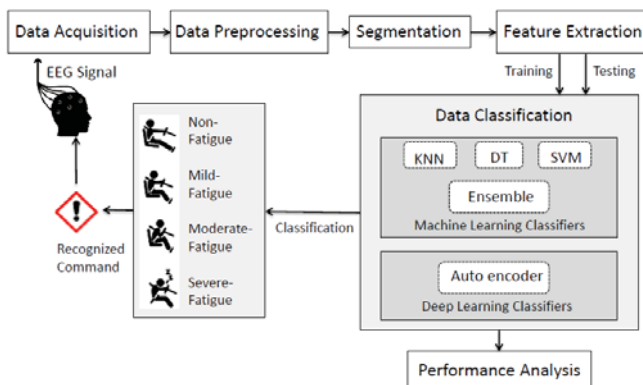 Data Acquisition
Data Preprocessing
Segmentation
Feature Extraction
EEG Signal
Training
Testing
Data Classification
KNN
DT
SVM
Ensemble
Machine Learning Classifiers
Auto encoder
Deep Learning Classifiers
Classification
Non-
Fatigue
Mild-
Fatigue
Moderate-
Fatigue
Severe-
Fatigue
Recognized
Command
Performance Analysis